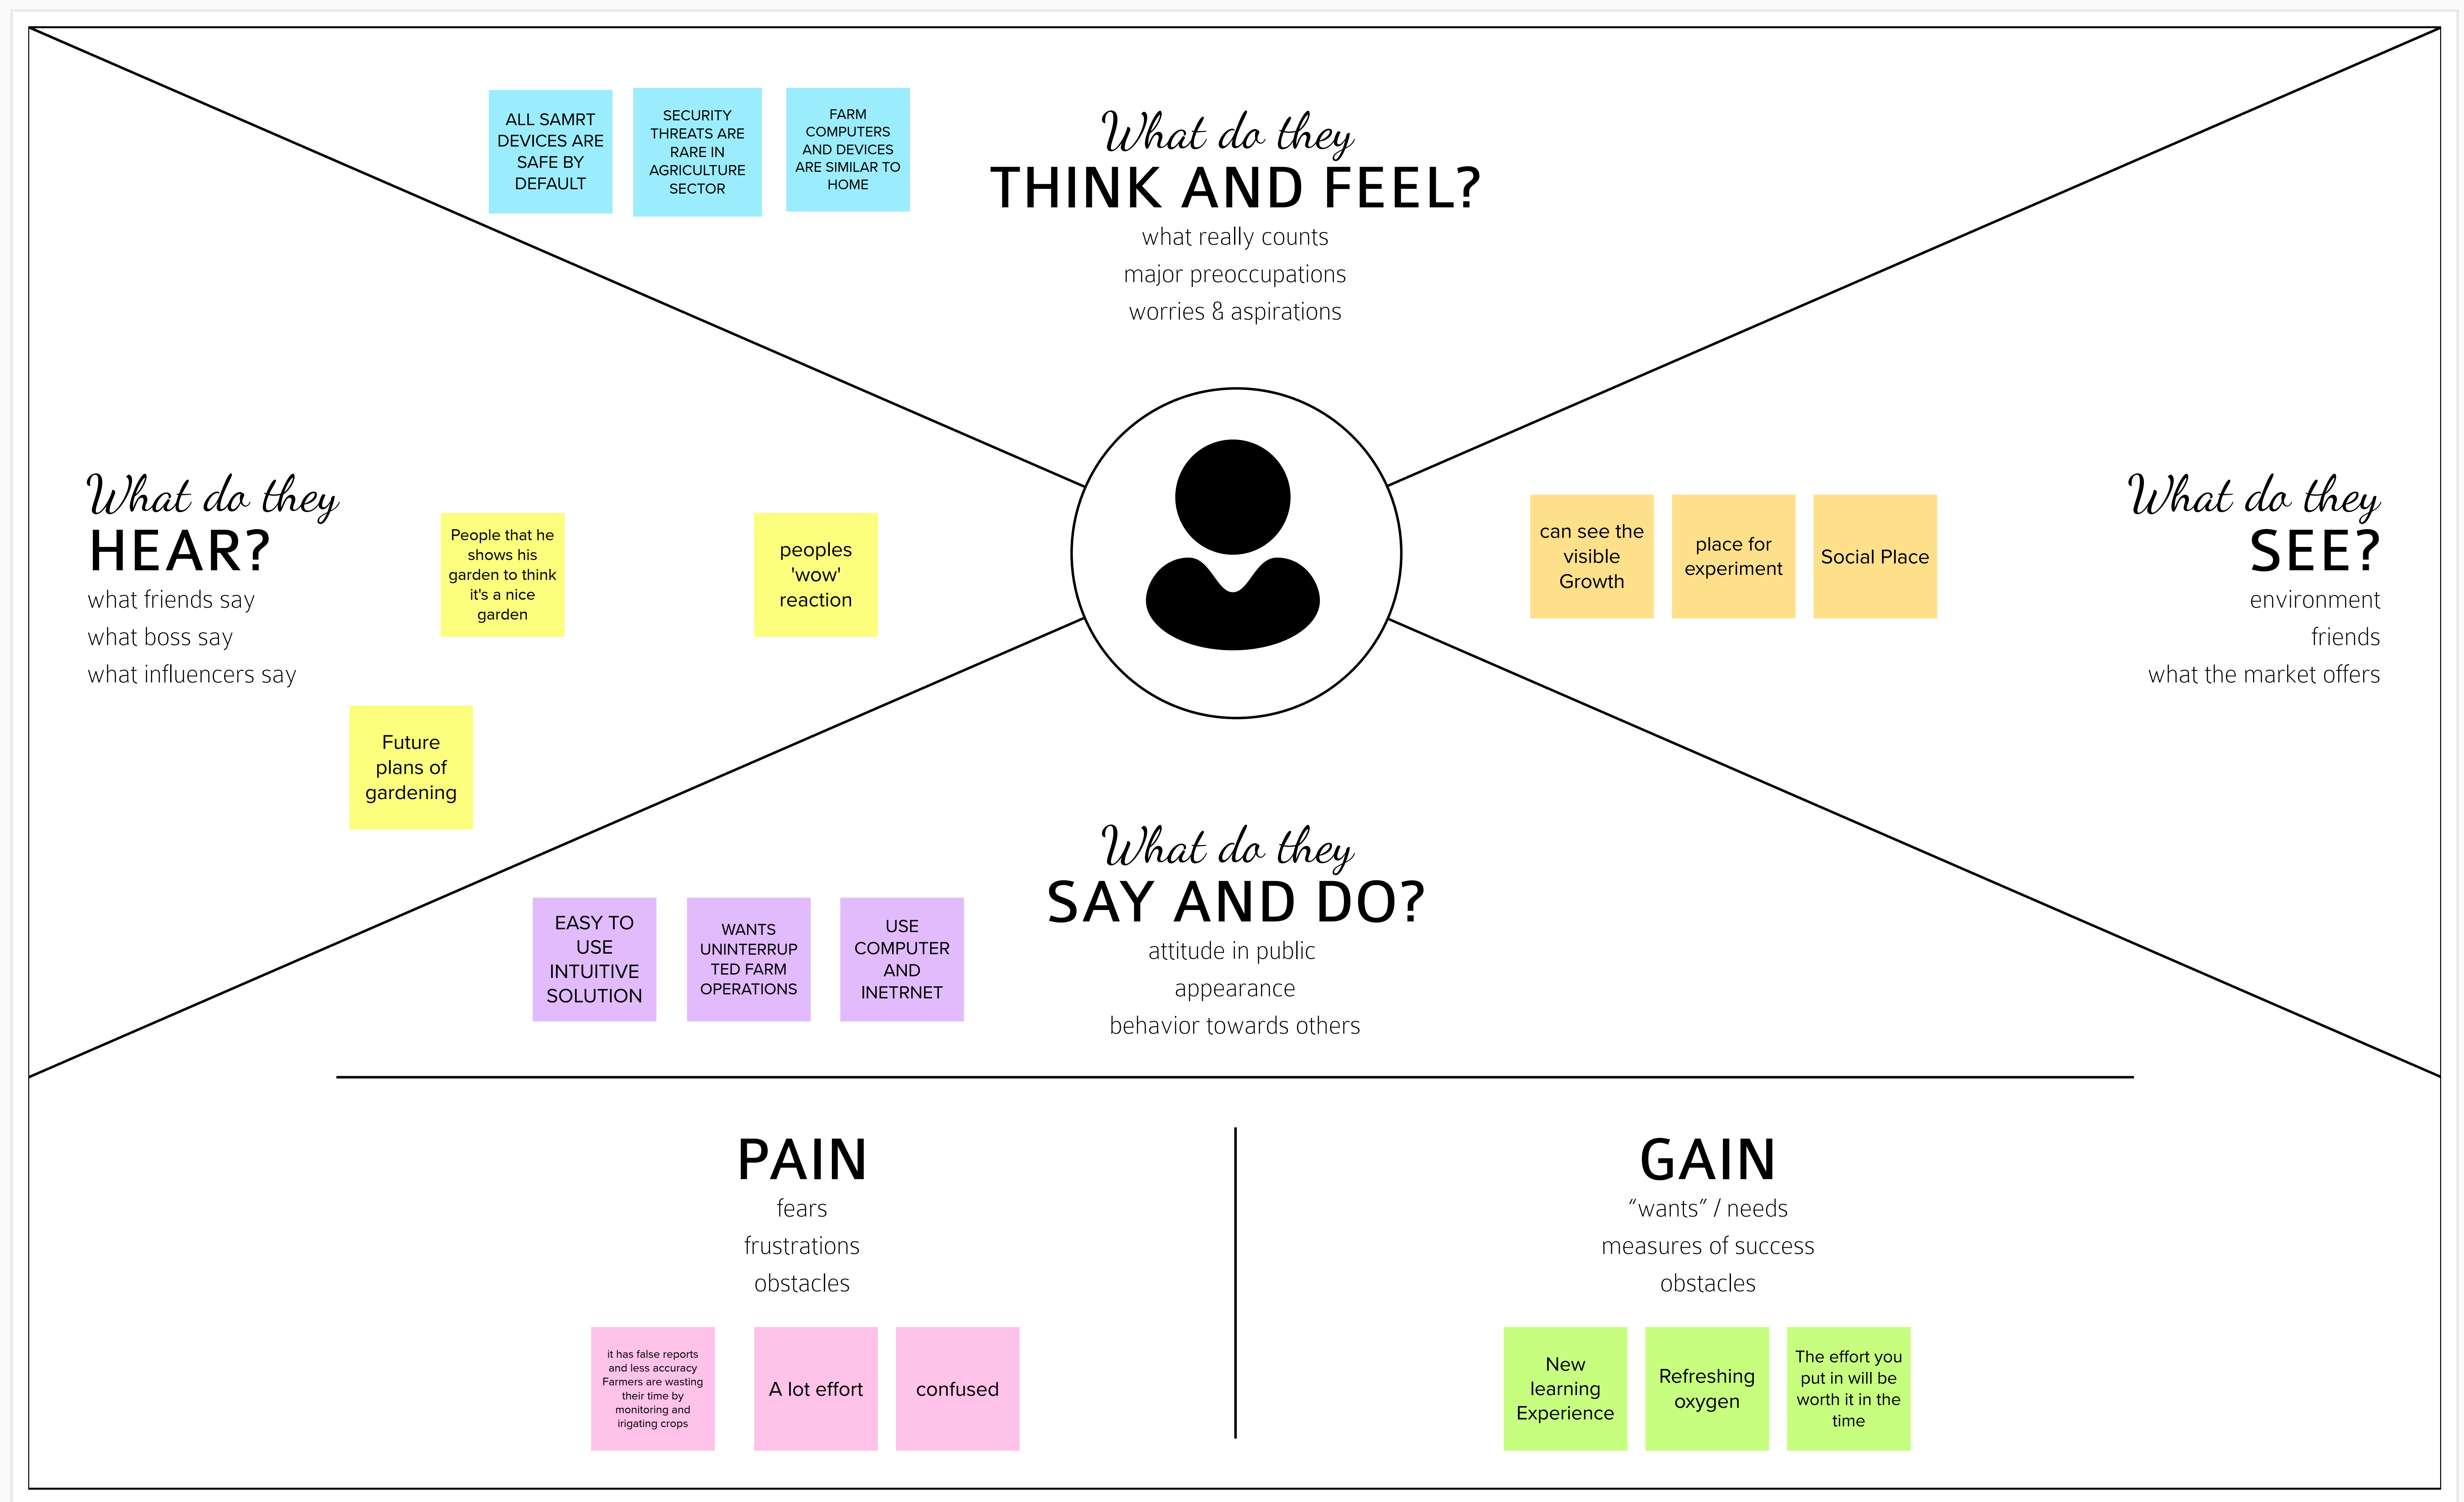 ALL SAMRT
DEVICES ARE
SAFE BY
DEFAULT
SECURITY
THREATS ARE
RARE IN
AGRICULTURE
SECTOR
FARM
COMPUTERS
AND DEVICES
ARE SIMILAR TO
HOME
What do they
THINK AND FEEL?
what really counts
major preoccupations
worries & aspirations
What do they
HEAR?
what friends say
what boss say
what influencers say
People that he
shows his
garden to think
it's a nice
garden
peoples
'wow'
reaction
Future
plans of
gardening
can see the
visible
Growth
place for
experiment
Social Place
What do they
SEE?
environment
friends
what the market offers
What do they
SAY AND DO?
attitude in public
appearance
behavior towards others
EASY TO
USE
INTUITIVE
SOLUTION
WANTS
UNINTERRUP
TED FARM
OPERATIONS
USE
COMPUTER
AND
INETRNET
PAIN
fears
frustrations
obstacles
it has false reports
and less accuracy
Farmers are wasting
their time by
monitoring and
irigating crops
A lot effort
confused
GAIN
“wants” / needs
measures of success
obstacles
New
learning
Experience
Refreshing
oxygen
The effort you
put in will be
worth it in the
time